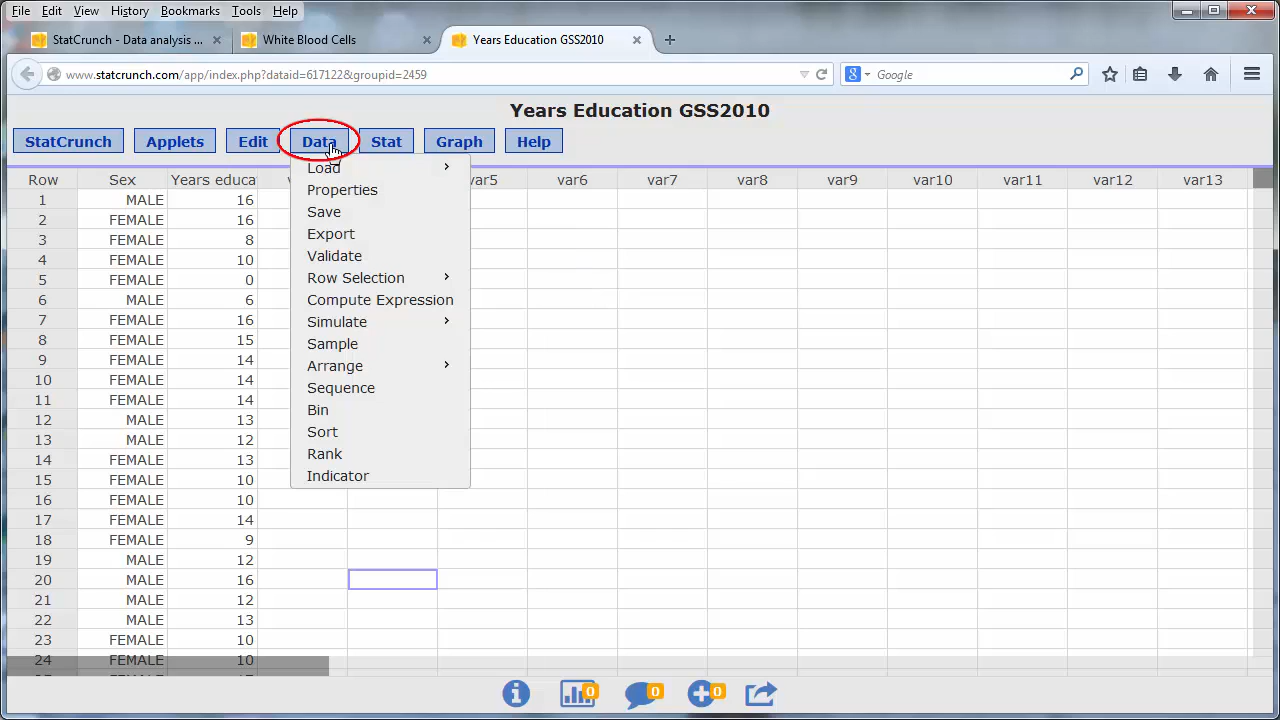 File Edit View History Bookmarks Tools Help
StatCrunch - Data analysis ... White Blood Cells Years Education GSS2010
www.statcrunch.com/app/index.php?dataid=617122&groupid=2459 Google
Years Education GSS2010
StatCrunch Applets Edit Data Stat Graph Help
Row Sex Years educa var5 var6 var7 var8 var9 var10 var11 var12 var13
Load
Properties
Save
Export
Validate
Row Selection
Compute Expression
Simulate
Sample
Arrange
Sequence
Bin
Sort
Rank
Indicator
1 MALE 16
2 FEMALE 16
3 FEMALE 8
4 FEMALE 10
5 FEMALE 0
6 MALE 6
7 FEMALE 16
8 FEMALE 15
9 FEMALE 14
10 FEMALE 14
11 FEMALE 14
12 MALE 13
13 MALE 12
14 FEMALE 13
15 FEMALE 10
16 FEMALE 10
17 FEMALE 14
18 FEMALE 9
19 MALE 12
20 MALE 16
21 MALE 12
22 MALE 13
23 FEMALE 10
24 FEMALE 10
0 0 0